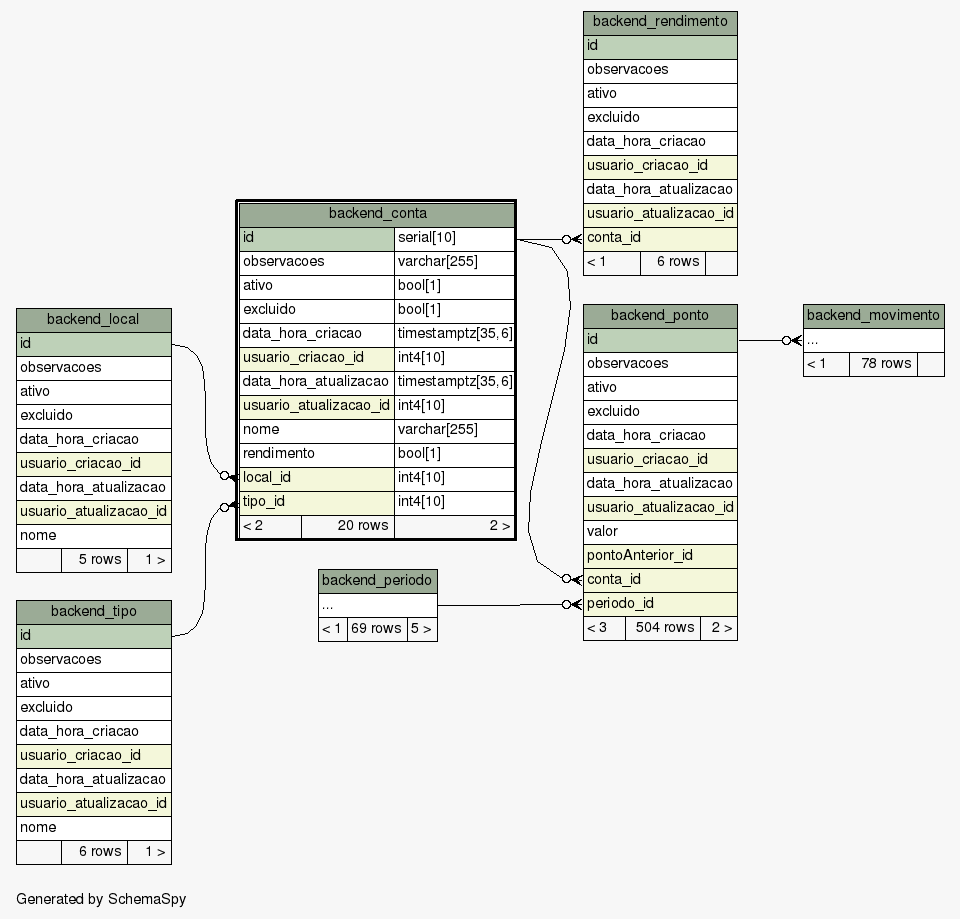 backend_rendimento
id
observacoes
ativo
excluido
data_hora_criacao
usuario_criacao_id
data_hora_atualizacao
usuario_atualizacao_id
conta_id
< 1 6 rows
backend_conta
id serial[10]
observacoes varchar[255]
ativo bool[1]
excluido bool[1]
data_hora_criacao timestamptz[35,6]
usuario_criacao_id int4[10]
data_hora_atualizacao timestamptz[35,6]
usuario_atualizacao_id int4[10]
nome varchar[255]
rendimento bool[1]
local_id int4[10]
tipo_id int4[10]
< 2 20 rows 2 >
backend_local
id
observacoes
ativo
excluido
data_hora_criacao
usuario_criacao_id
data_hora_atualizacao
usuario_atualizacao_id
nome
5 rows 1 >
backend_ponto
id
observacoes
ativo
excluido
data_hora_criacao
usuario_criacao_id
data_hora_atualizacao
usuario_atualizacao_id
valor
pontoAnterior_id
conta_id
periodo_id
< 3 504 rows 2 >
backend_movimento
...
< 1 78 rows
backend_periodo
...
< 1 69 rows 5 >
backend_tipo
id
observacoes
ativo
excluido
data_hora_criacao
usuario_criacao_id
data_hora_atualizacao
usuario_atualizacao_id
nome
6 rows 1 >
Generated by SchemaSpy